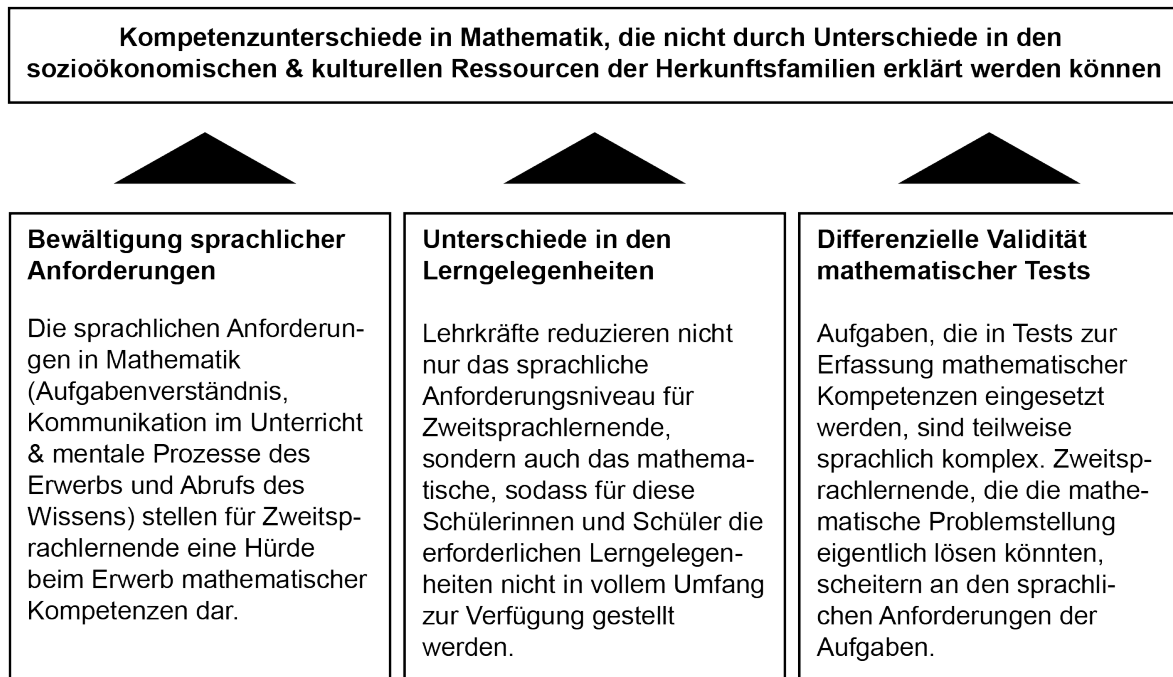 Kompetenzunterschiede in Mathematik, die nicht durch Unterschiede in den
sozioökonomischen & kulturellen Ressourcen der Herkunftsfamilien erklärt werden können
Bewältigung sprachlicher
Anforderungen
Die sprachlichen Anforderun-
gen in Mathematik
(Aufgabenverständnis,
Kommunikation im Unterricht
& mentale Prozesse des
Erwerbs und Abrufs des
Wissens) stellen für Zweitsp-
rachlernende eine Hürde
beim Erwerb mathematischer
Kompetenzen dar.
Unterschiede in den
Lerngelegenheiten
Lehrkräfte reduzieren nicht
nur das sprachliche
Anforderungsniveau für
Zweitsprachlernende,
sondern auch das mathema-
tische, sodass für diese
Schülerinnen und Schüler die
erforderlichen Lerngelegen-
heiten nicht in vollem Umfang
zur Verfügung gestellt
werden.
Differenzielle Validität
mathematischer Tests
Aufgaben, die in Tests zur
Erfassung mathematischer
Kompetenzen eingesetzt
werden, sind teilweise
sprachlich komplex. Zweitsp-
rachlernende, die die mathe-
matische Problemstellung
eigentlich lösen könnten,
scheitern an den sprachli-
chen Anforderungen der
Aufgaben.